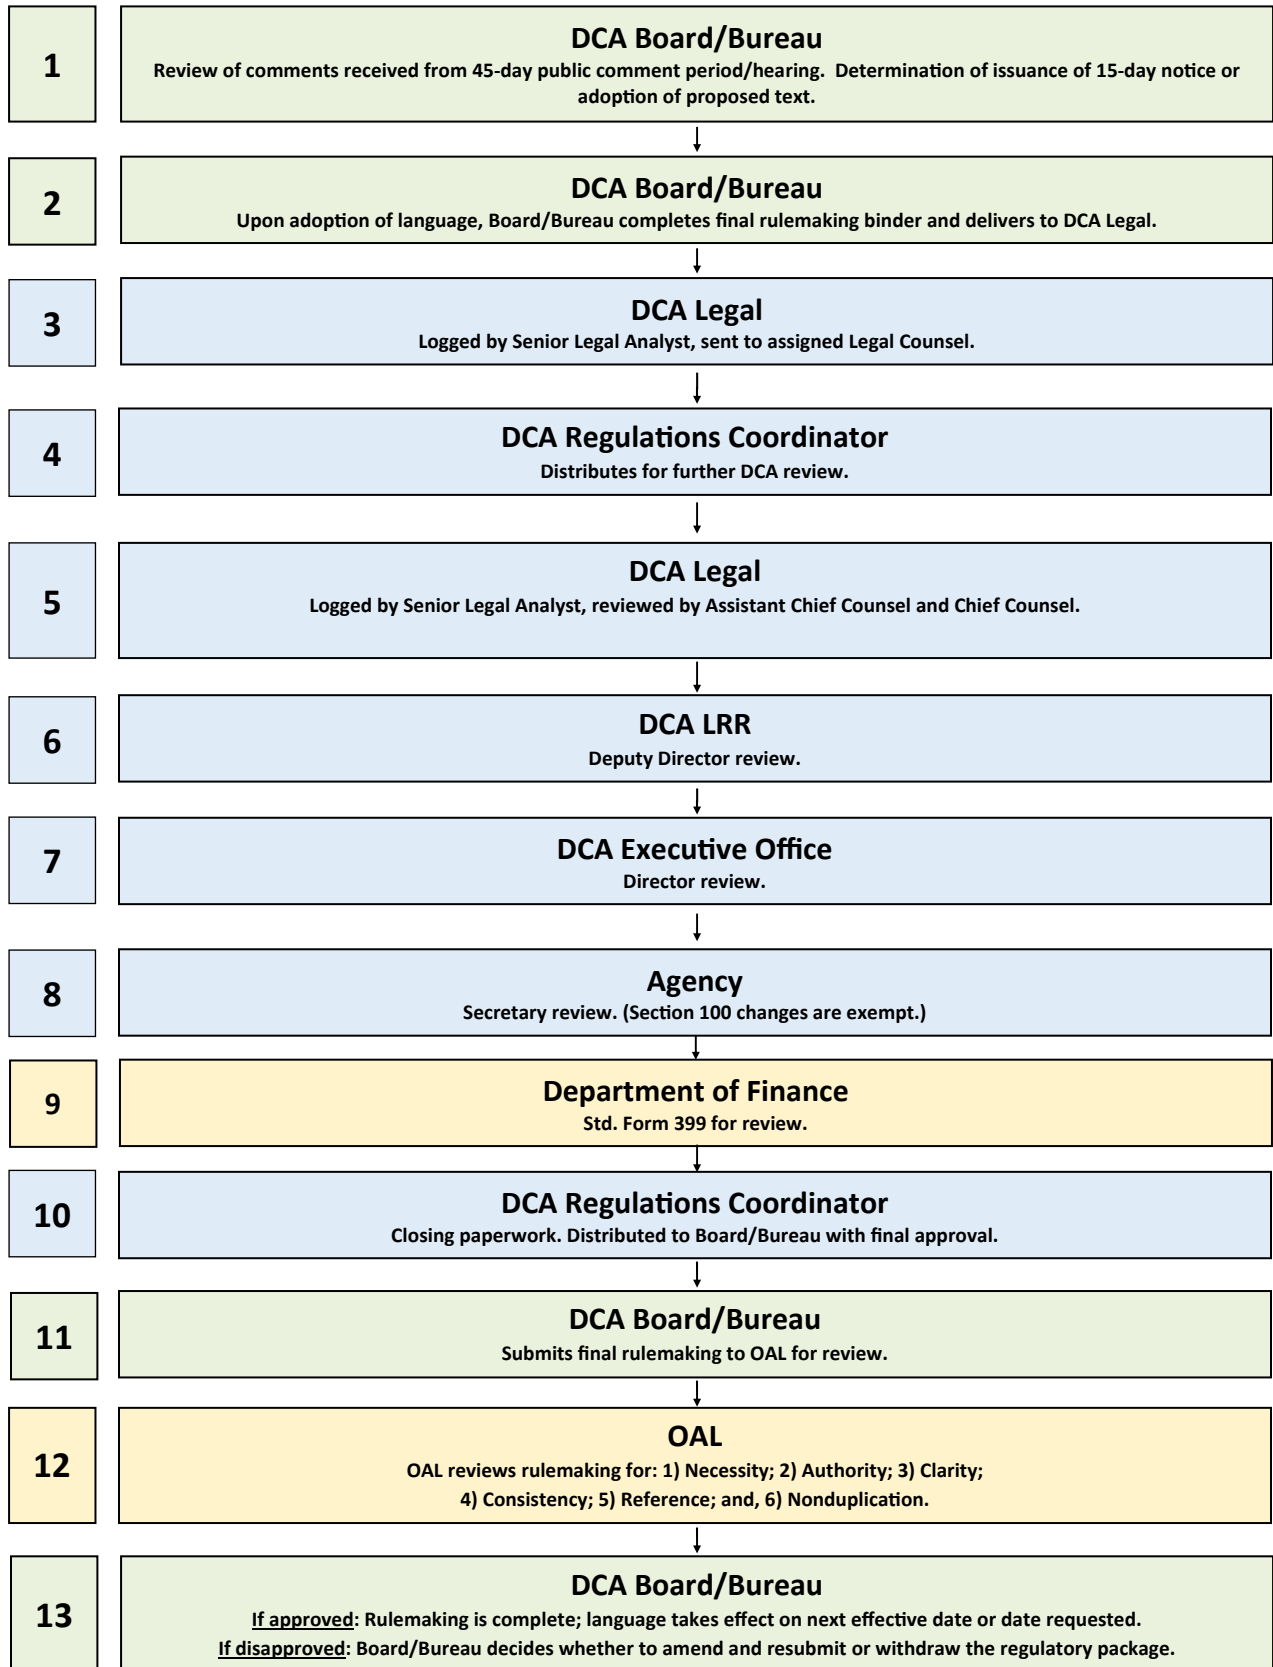 1
DCA Board/Bureau
Review of comments received from 45-day public comment period/hearing.  Determination of issuance of 15-day notice or
adoption of proposed text.
2
DCA Board/Bureau
Upon adoption of language, Board/Bureau completes final rulemaking binder and delivers to DCA Legal.
3
DCA Legal
Logged by Senior Legal Analyst, sent to assigned Legal Counsel.
4
DCA Regulations Coordinator
Distributes for further DCA review.
5
DCA Legal
Logged by Senior Legal Analyst, reviewed by Assistant Chief Counsel and Chief Counsel.
6
DCA LRR
Deputy Director review.
7
DCA Executive Office
Director review.
8
Agency
Secretary review. (Section 100 changes are exempt.)
9
Department of Finance
Std. Form 399 for review.
10
DCA Regulations Coordinator
Closing paperwork. Distributed to Board/Bureau with final approval.
11
DCA Board/Bureau
Submits final rulemaking to OAL for review.
12
OAL
OAL reviews rulemaking for: 1) Necessity; 2) Authority; 3) Clarity;
4) Consistency; 5) Reference; and, 6) Nonduplication.
13
DCA Board/Bureau
If approved: Rulemaking is complete; language takes effect on next effective date or date requested.
If disapproved: Board/Bureau decides whether to amend and resubmit or withdraw the regulatory package.